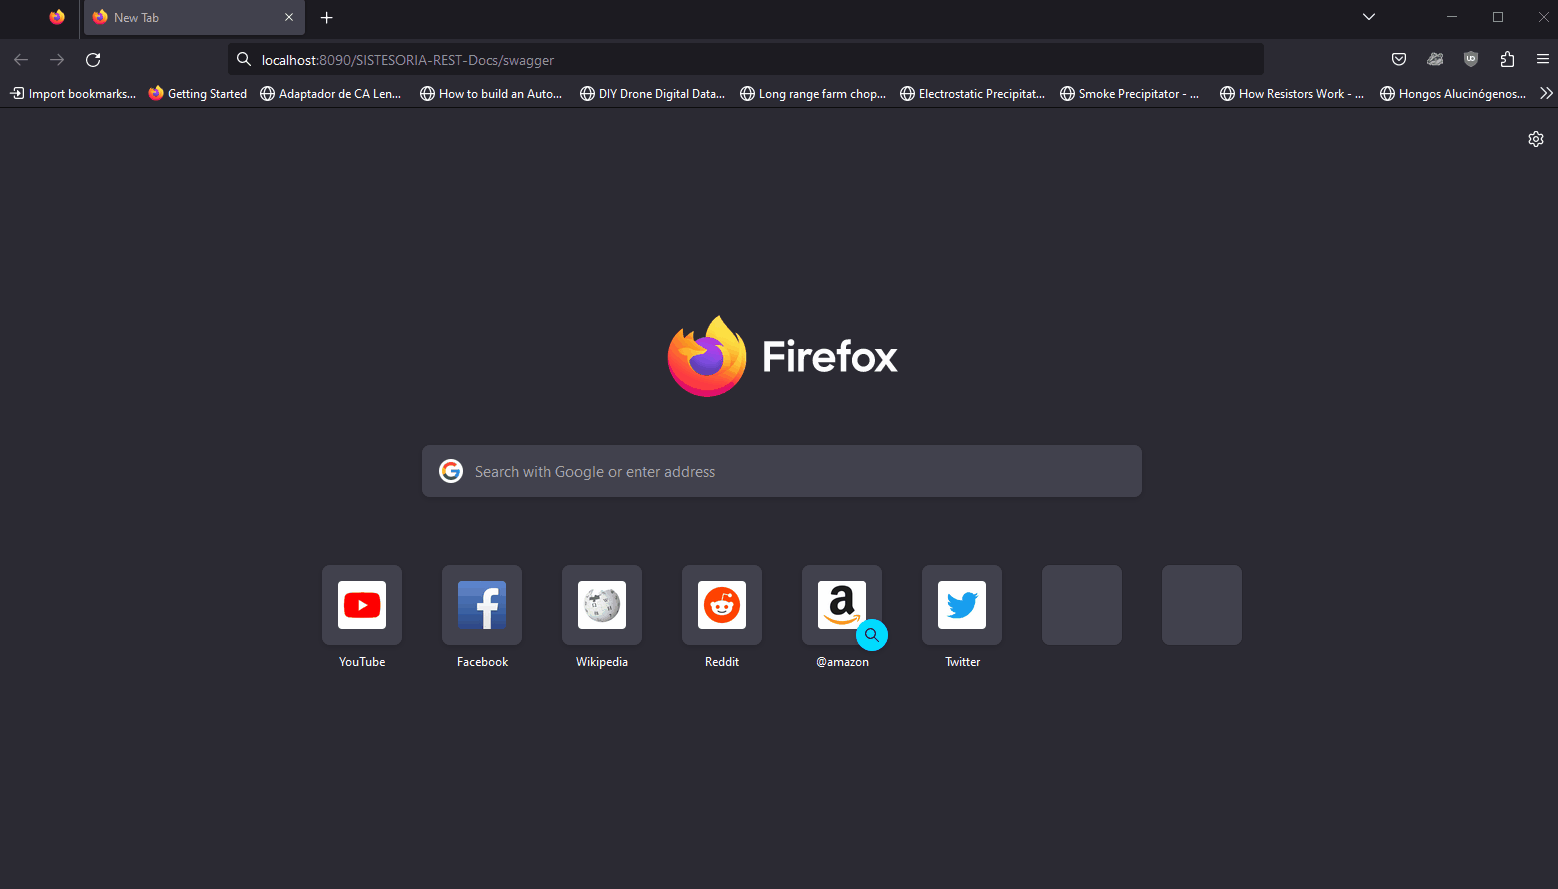 New Tab
localhost:8090/SISTESORIA-REST-Docs/swagger
Import bookmarks... Getting Started Adaptador de CA Len... How to build an Auto... DIY Drone Digital Data... Long range farm chop... Electrostatic Precipitat... Smoke Precipitator - ... How Resistors Work - ... Hongos Alucinógenos...
Firefox
Search with Google or enter address
YouTube Facebook Wikipedia Reddit @amazon Twitter